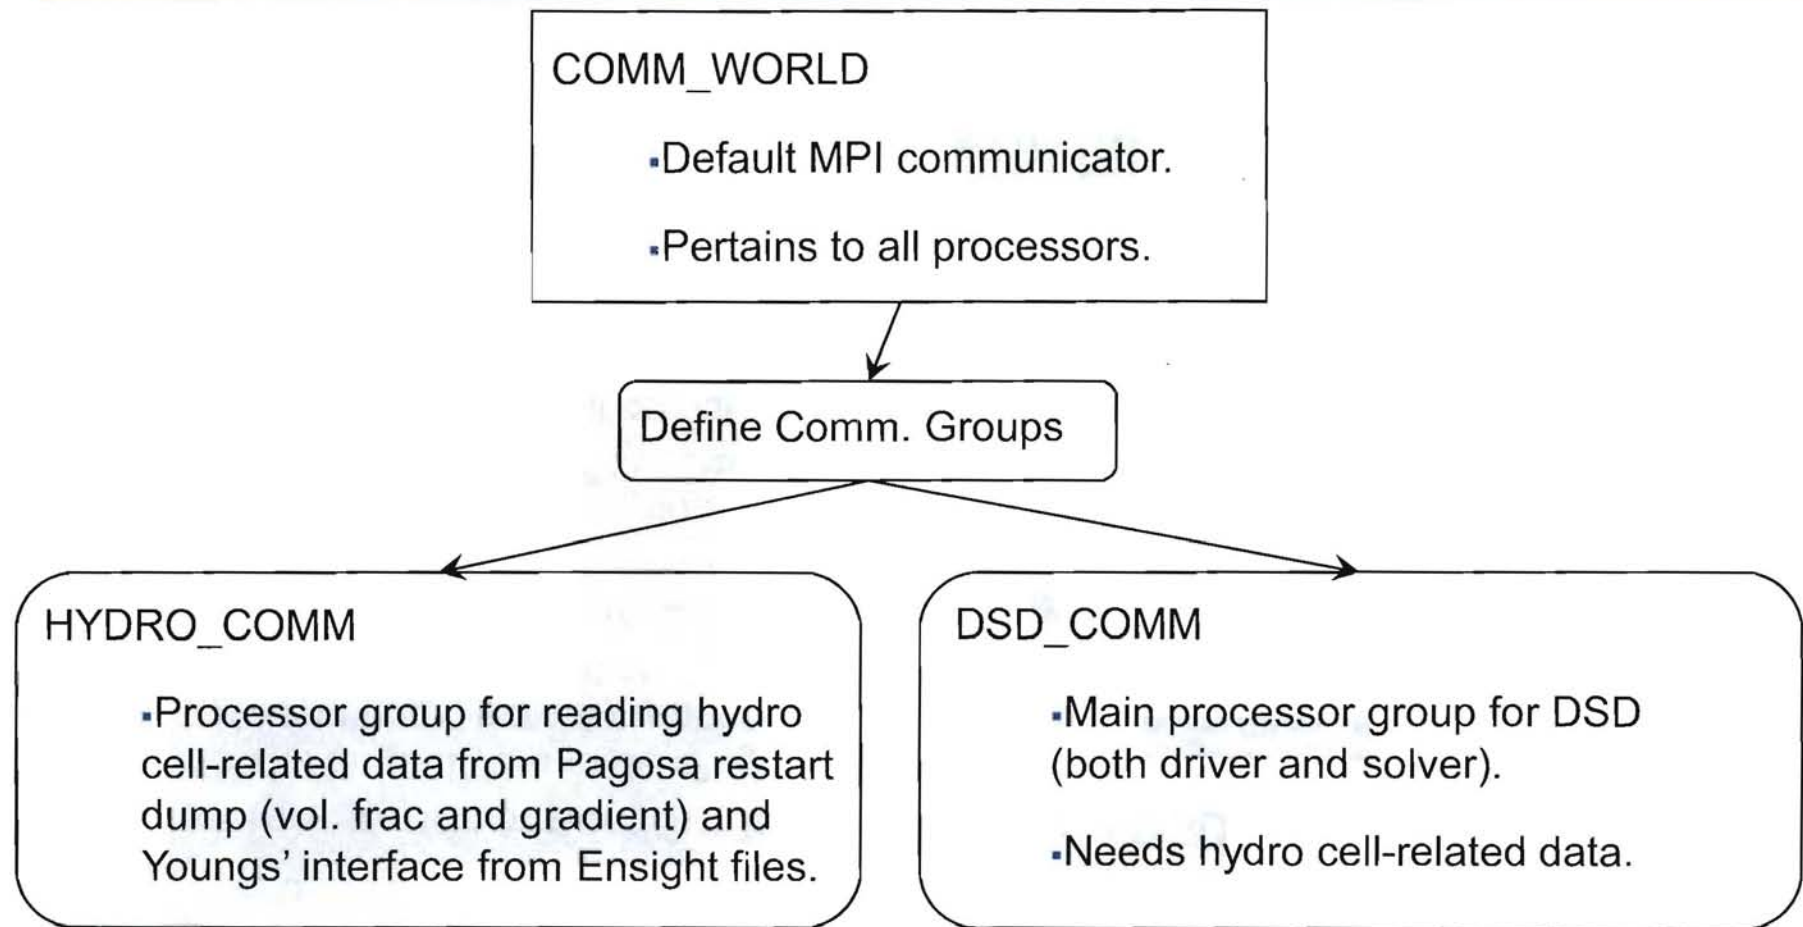 COMM_WORLD
▪Default MPI communicator.
▪Pertains to all processors.
Define Comm. Groups
HYDRO_COMM
▪Processor group for reading hydro
cell-related data from Pagosa restart
dump (vol. frac and gradient) and
Youngs’ interface from Ensight files.
DSD_COMM
▪Main processor group for DSD
(both driver and solver).
▪Needs hydro cell-related data.